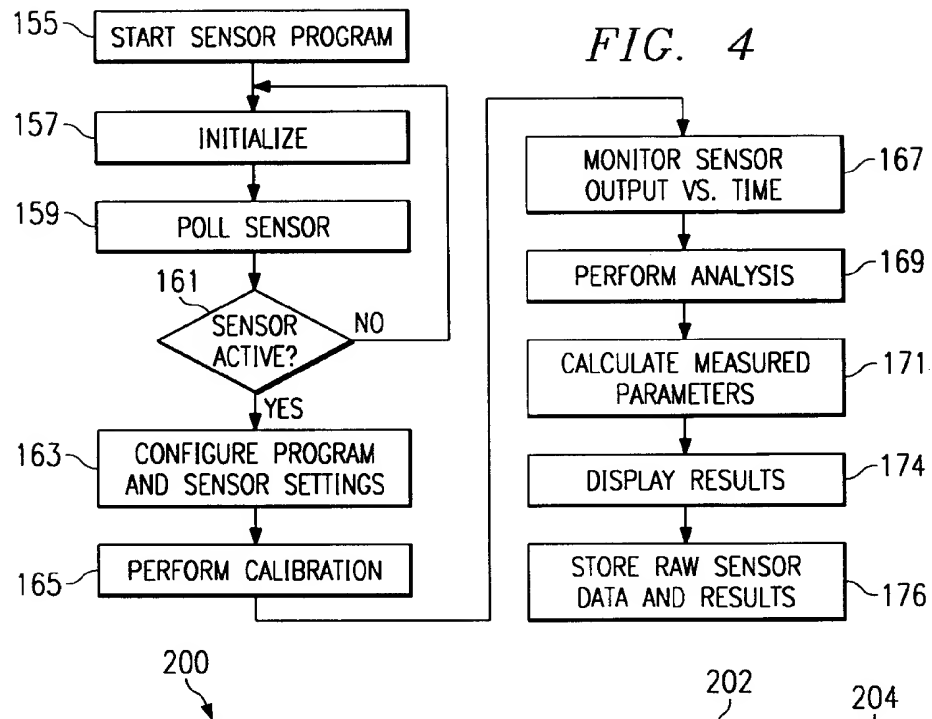 FIG. 4
155
START SENSOR PROGRAM
157
INITIALIZE
159
POLL SENSOR
161
SENSOR
ACTIVE?
NO
YES
163
CONFIGURE PROGRAM
AND SENSOR SETTINGS
165
PERFORM CALIBRATION
MONITOR SENSOR
OUTPUT VS. TIME
167
PERFORM ANALYSIS
169
CALCULATE MEASURED
PARAMETERS
171
DISPLAY RESULTS
174
STORE RAW SENSOR
DATA AND RESULTS
176
200
202
204